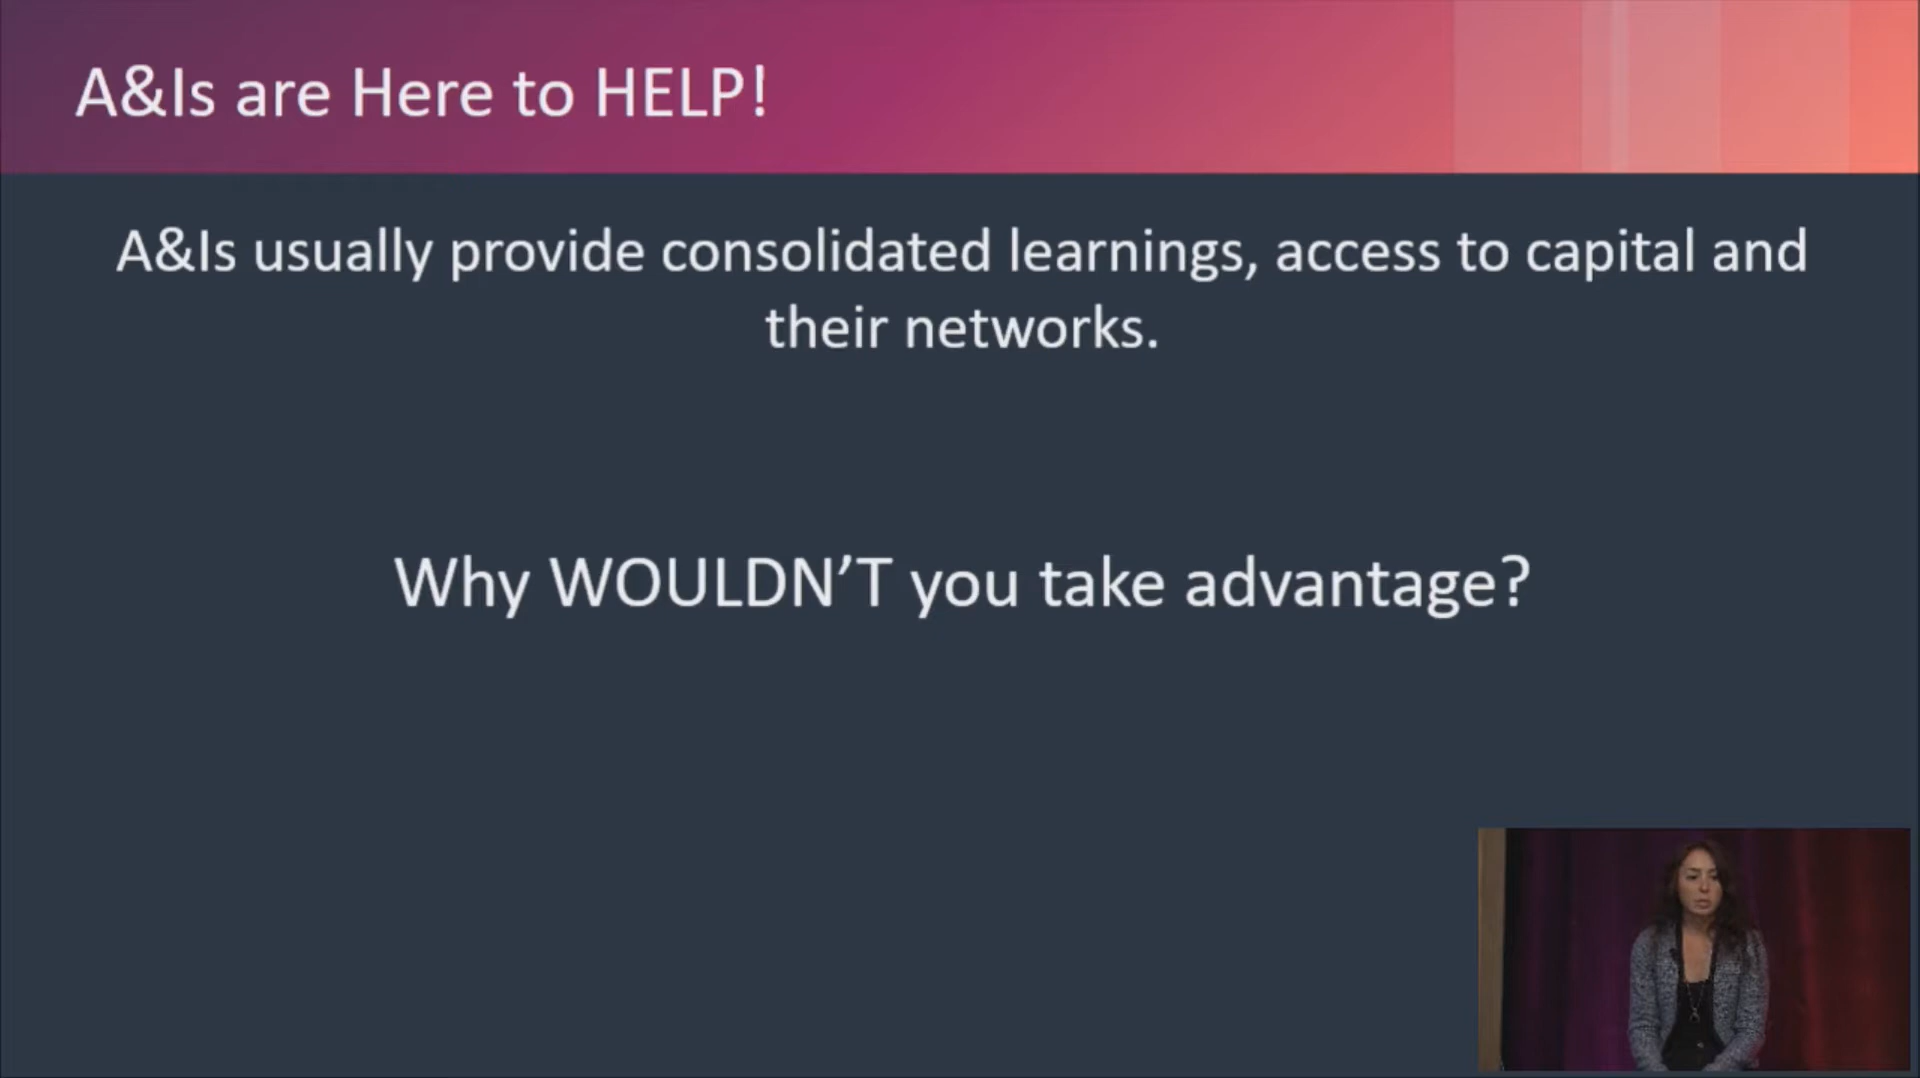 A&Is are Here to HELP!
A&Is usually provide consolidated learnings, access to capital and
their networks.
Why WOULDN’T you take advantage?